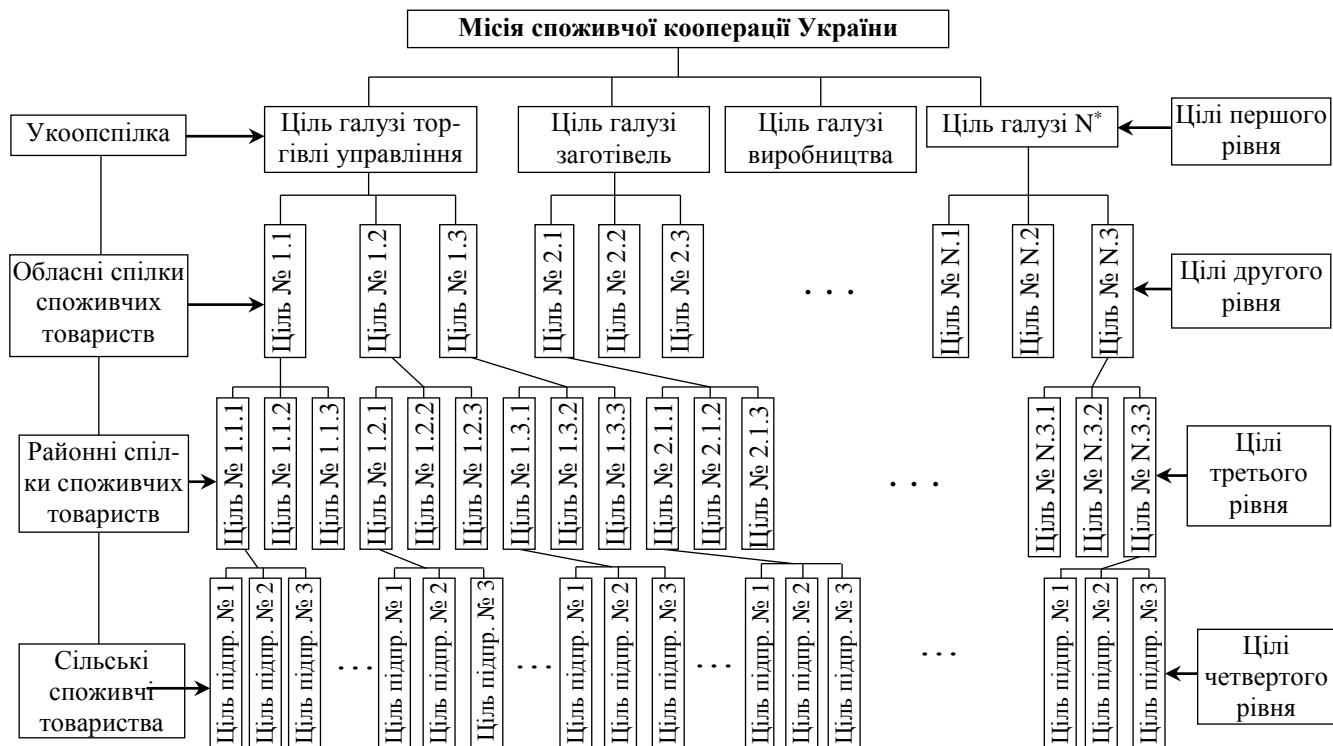 Місія споживчої кооперації України
Укоопспілка
Ціль галузі тор-
гівлі управління
Ціль галузі
заготівель
Ціль галузі
виробництва
Ціль галузі N*
Цілі першого
рівня
Обласні спілки
споживчих
товариств
Ціль № 1.1
Ціль № 1.2
Ціль № 1.3
Ціль № 2.1
Ціль № 2.2
Ціль № 2.3
. . .
Ціль № N.1
Ціль № N.2
Ціль № N.3
Цілі другого
рівня
Районні спіл-
ки споживчих
товариств
Ціль № 1.1.1
Ціль № 1.1.2
Ціль № 1.1.3
Ціль № 1.2.1
Ціль № 1.2.2
Ціль № 1.2.3
Ціль № 1.3.1
Ціль № 1.3.2
Ціль № 1.3.3
Ціль № 2.1.1
Ціль № 2.1.2
Ціль № 2.1.3
. . .
Ціль № N.3.1
Ціль № N.3.2
Ціль № N.3.3
Цілі
третього
рівня
Сільські
споживчі
товариства
Ціль підпр. № 1
Ціль підпр. № 2
Ціль підпр. № 3
...
Ціль підпр. № 1
Ціль підпр. № 2
Ціль підпр. № 3
...
Ціль підпр. № 1
Ціль підпр. № 2
Ціль підпр. № 3
...
Ціль підпр. № 1
Ціль підпр. № 2
Ціль підпр. № 3
...
Ціль підпр. № 1
Ціль підпр. № 2
Ціль підпр. № 3
Цілі
четвертого
рівня